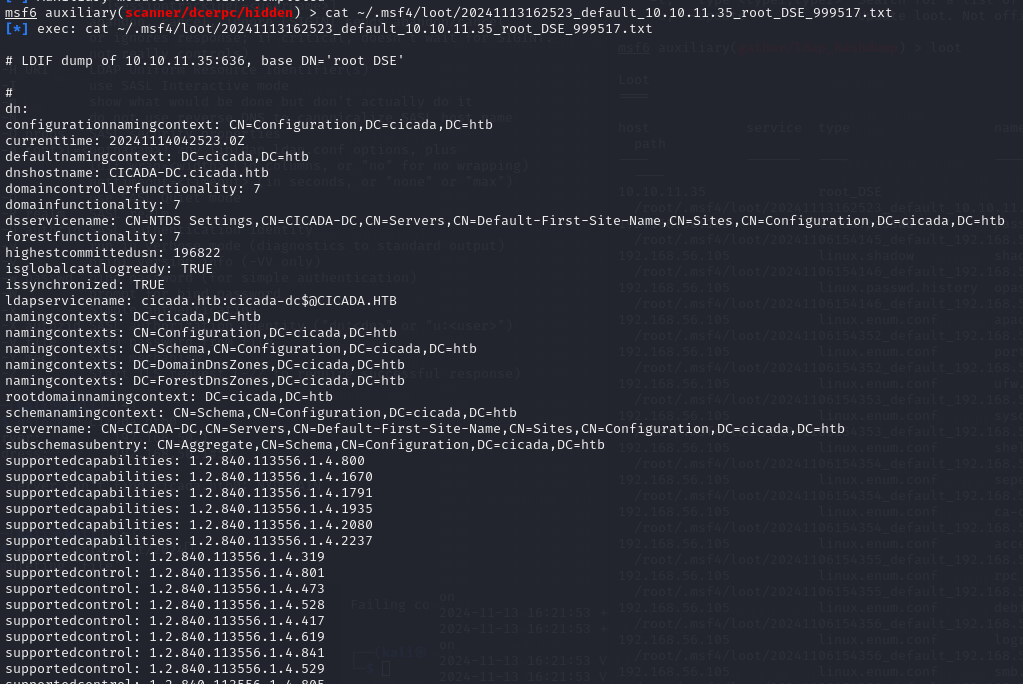 msf6 auxiliary(scanner/dcerpc/hidden) > cat ~/.msf4/loot/20241113162523_default_10.10.11.35_root_DSE_999517.txt
[*] exec: cat ~/.msf4/loot/20241113162523_default_10.10.11.35_root_DSE_999517.txt
# LDIF dump of 10.10.11.35:636, base DN='root DSE'
#
dn:
configurationnamingcontext: CN=Configuration,DC=cicada,DC=htb
currenttime: 20241114042523.0Z
defaultnamingcontext: DC=cicada,DC=htb
dnshostname: CICADA-DC.cicada.htb
domaincontrollerfunctionality: 7
domainfunctionality: 7
dsservicename: CN=NTDS Settings,CN=CICADA-DC,CN=Servers,CN=Default-First-Site-Name,CN=Sites,CN=Configuration,DC=cicada,DC=htb
forestfunctionality: 7
highestcommittedusn: 196822
isglobalcatalogready: TRUE
issynchronized: TRUE
ldapservicename: cicada.htb:cicada-dc$@CICADA.HTB
namingcontexts: DC=cicada,DC=htb
namingcontexts: CN=Configuration,DC=cicada,DC=htb
namingcontexts: CN=Schema,CN=Configuration,DC=cicada,DC=htb
namingcontexts: DC=DomainDnsZones,DC=cicada,DC=htb
namingcontexts: DC=ForestDnsZones,DC=cicada,DC=htb
rootdomainnamingcontext: DC=cicada,DC=htb
schemanamingcontext: CN=Schema,CN=Configuration,DC=cicada,DC=htb
servername: CN=CICADA-DC,CN=Servers,CN=Default-First-Site-Name,CN=Sites,CN=Configuration,DC=cicada,DC=htb
subschemasubentry: CN=Aggregate,CN=Schema,CN=Configuration,DC=cicada,DC=htb
supportedcapabilities: 1.2.840.113556.1.4.800
supportedcapabilities: 1.2.840.113556.1.4.1670
supportedcapabilities: 1.2.840.113556.1.4.1791
supportedcapabilities: 1.2.840.113556.1.4.1935
supportedcapabilities: 1.2.840.113556.1.4.2080
supportedcapabilities: 1.2.840.113556.1.4.2237
supportedcontrol: 1.2.840.113556.1.4.319
supportedcontrol: 1.2.840.113556.1.4.801
supportedcontrol: 1.2.840.113556.1.4.473
supportedcontrol: 1.2.840.113556.1.4.528
supportedcontrol: 1.2.840.113556.1.4.417
supportedcontrol: 1.2.840.113556.1.4.619
supportedcontrol: 1.2.840.113556.1.4.841
supportedcontrol: 1.2.840.113556.1.4.529